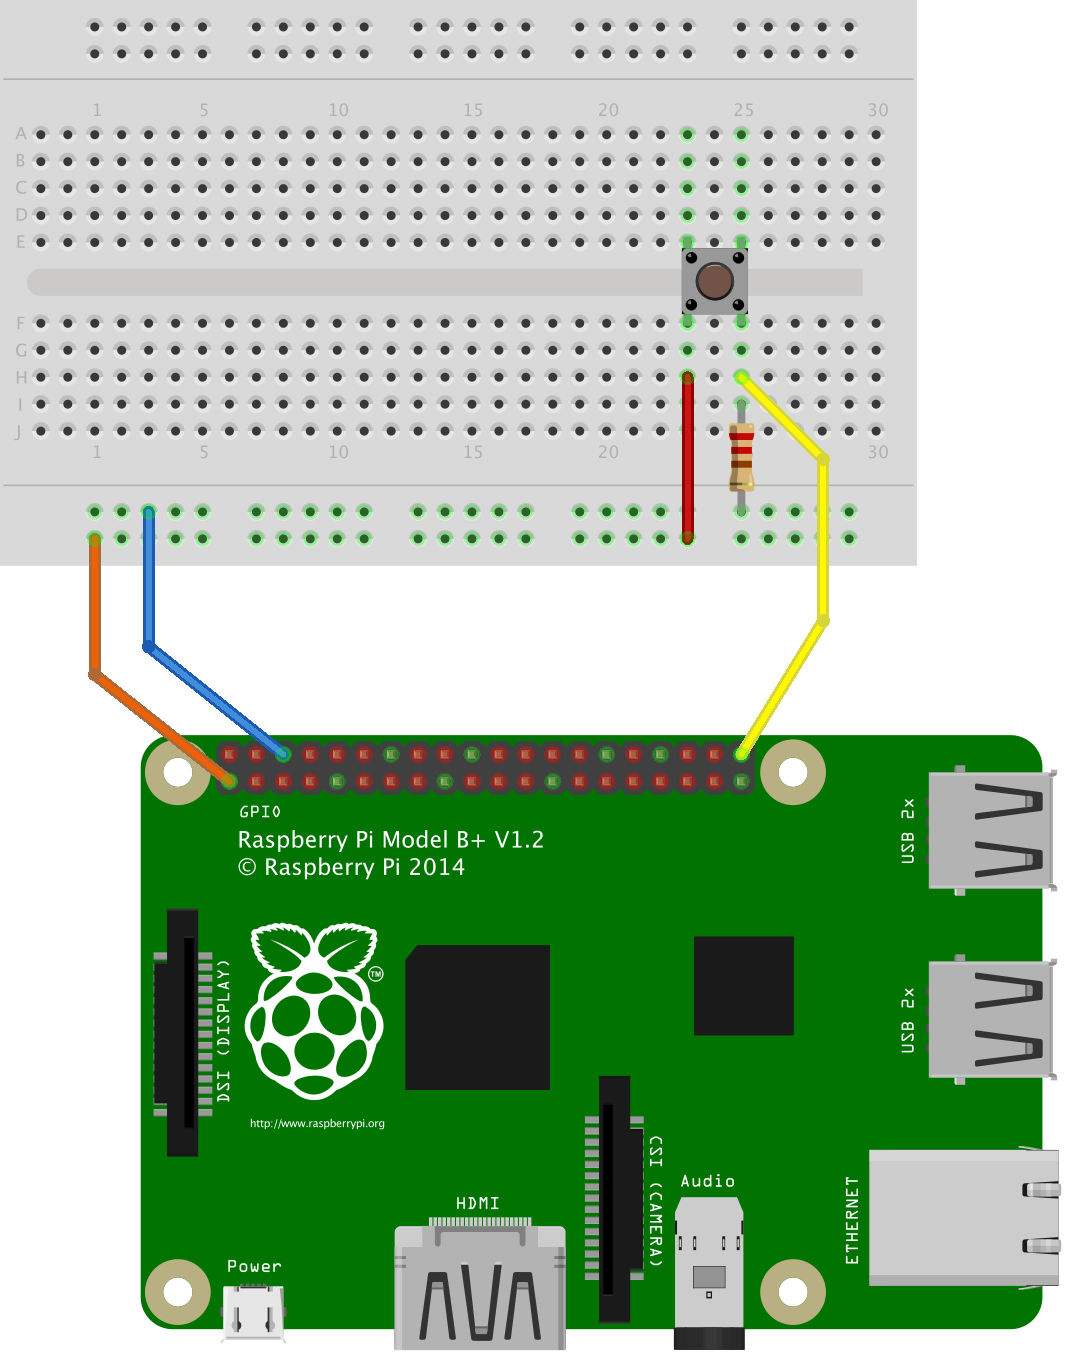 1 5 10 15 20 25 30
A
B
C
D
E
F
G
H
I
J
1 5 10 15 20 25 30
GPIO
Raspberry Pi Model B+ V1.2
© Raspberry Pi 2014
USB 2x
DSI (DISPLAY)
TM
USB 2x
http://www.raspberrypi.org
CSI (CAMERA)
Audio
ETHERNET
HDMI
Power